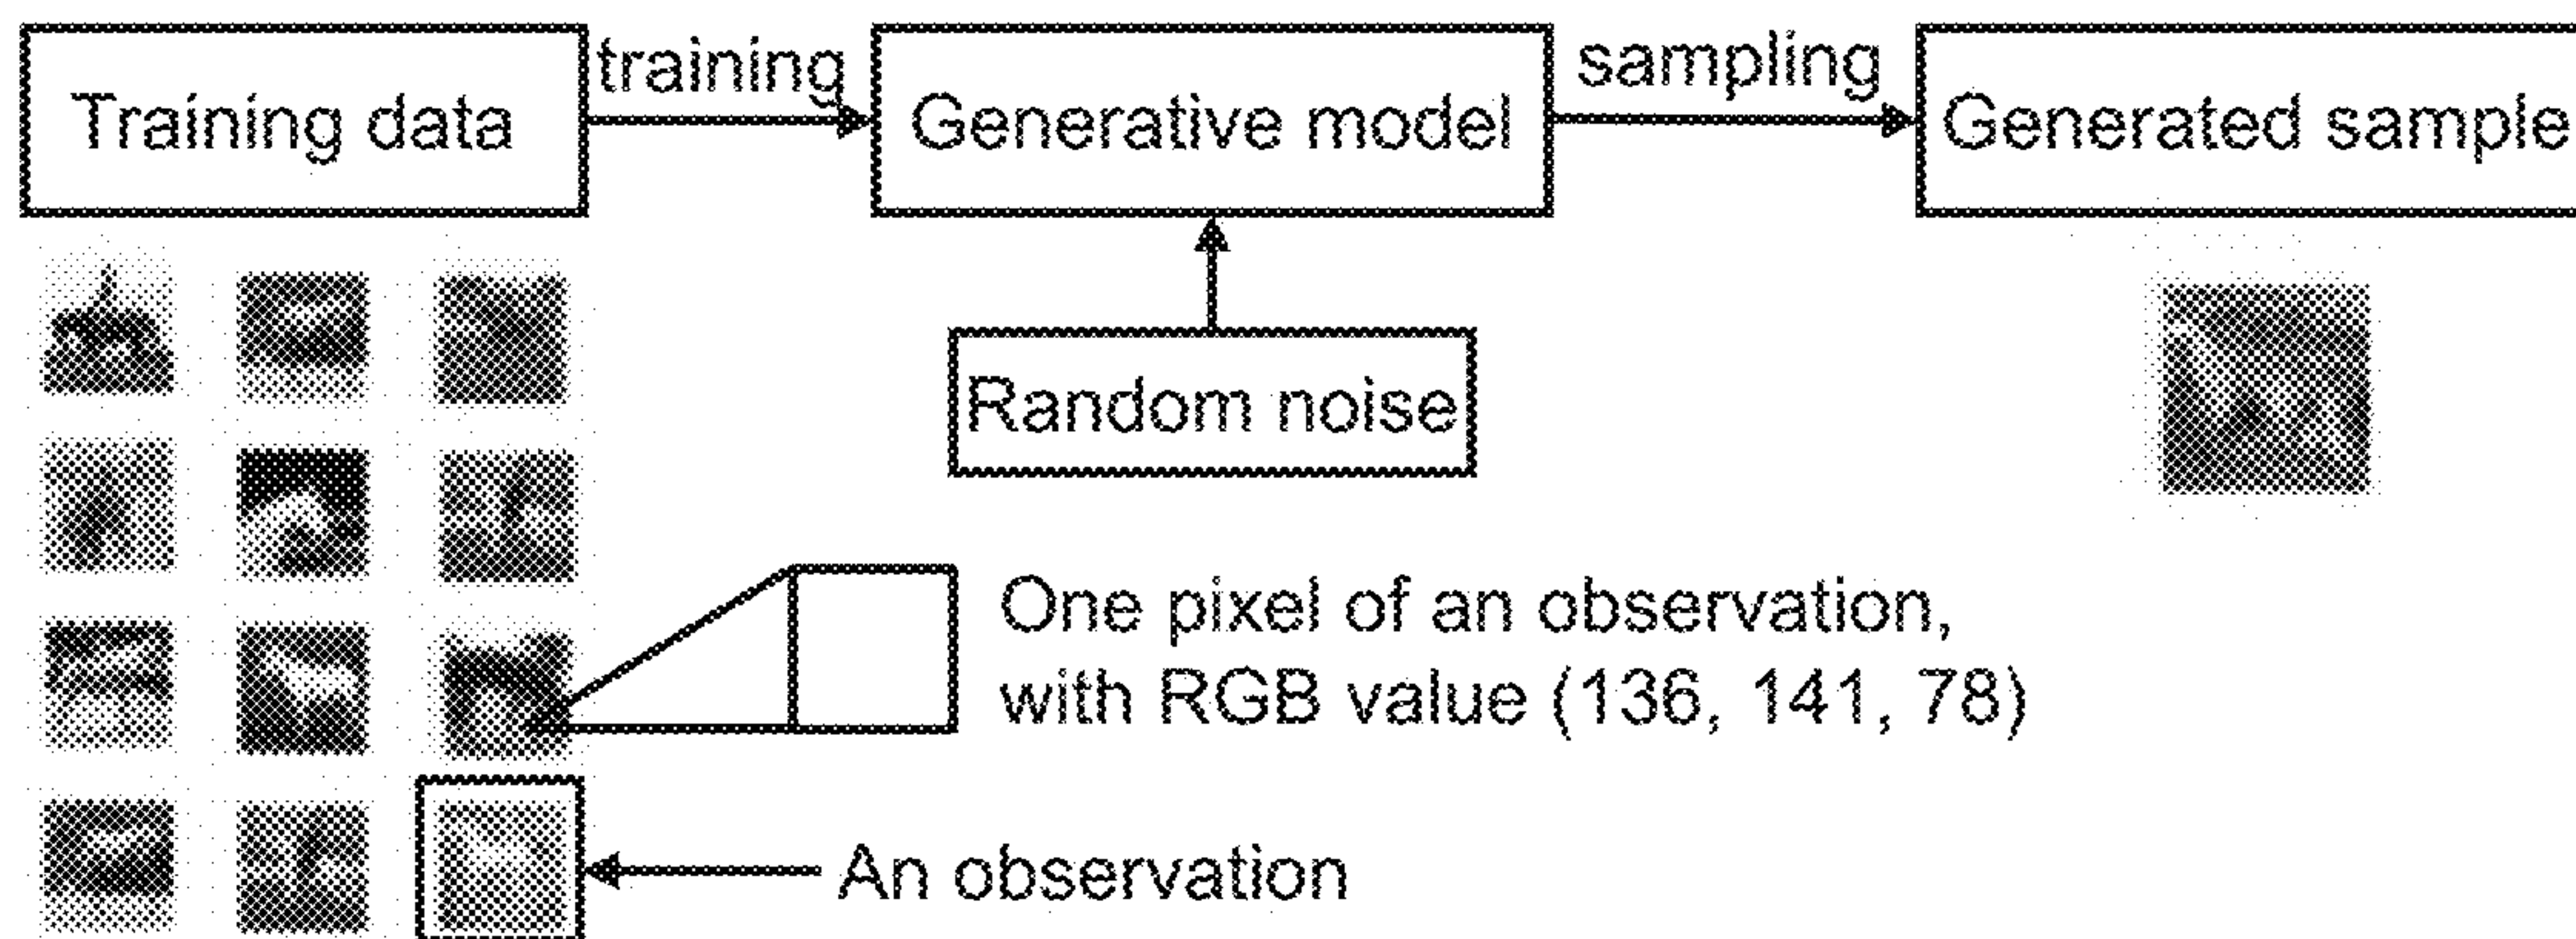 Training data
training
Generative model
sampling
Generated sample
Random noise
One pixel of an observation,
with RGB value (136, 141, 78)
An observation